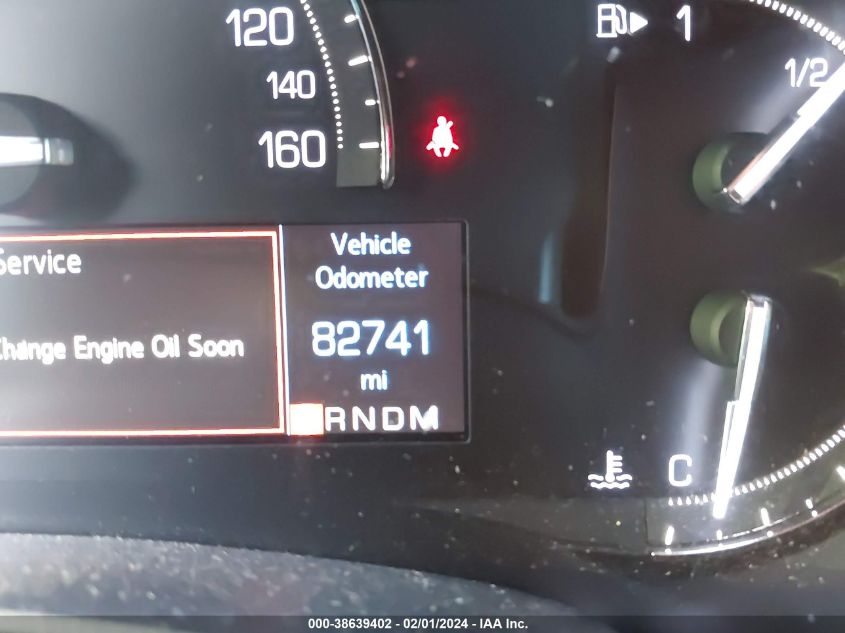 120
140
160
1
1/2
Service
Change Engine Oil Soon
Vehicle
Odometer
82741
mi
RNDM
C
000-38639402 - 02/01/2024 - IAA Inc.